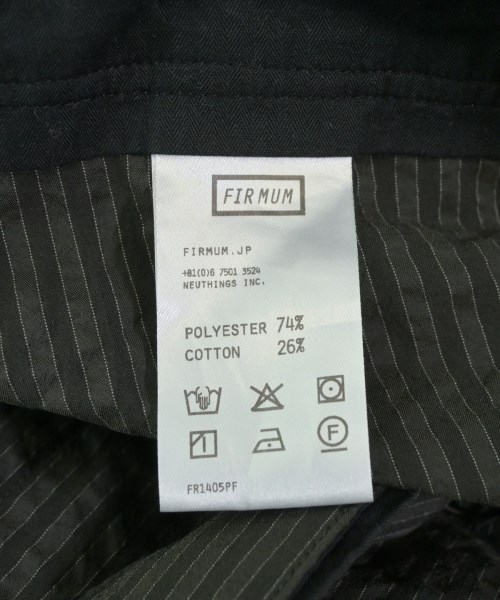 FIRMUM
FIRMUM.JP
+81(0)6 7501 3524
NEUTHINGS INC.
POLYESTER 74%
COTTON 26%
F
FR1405PF